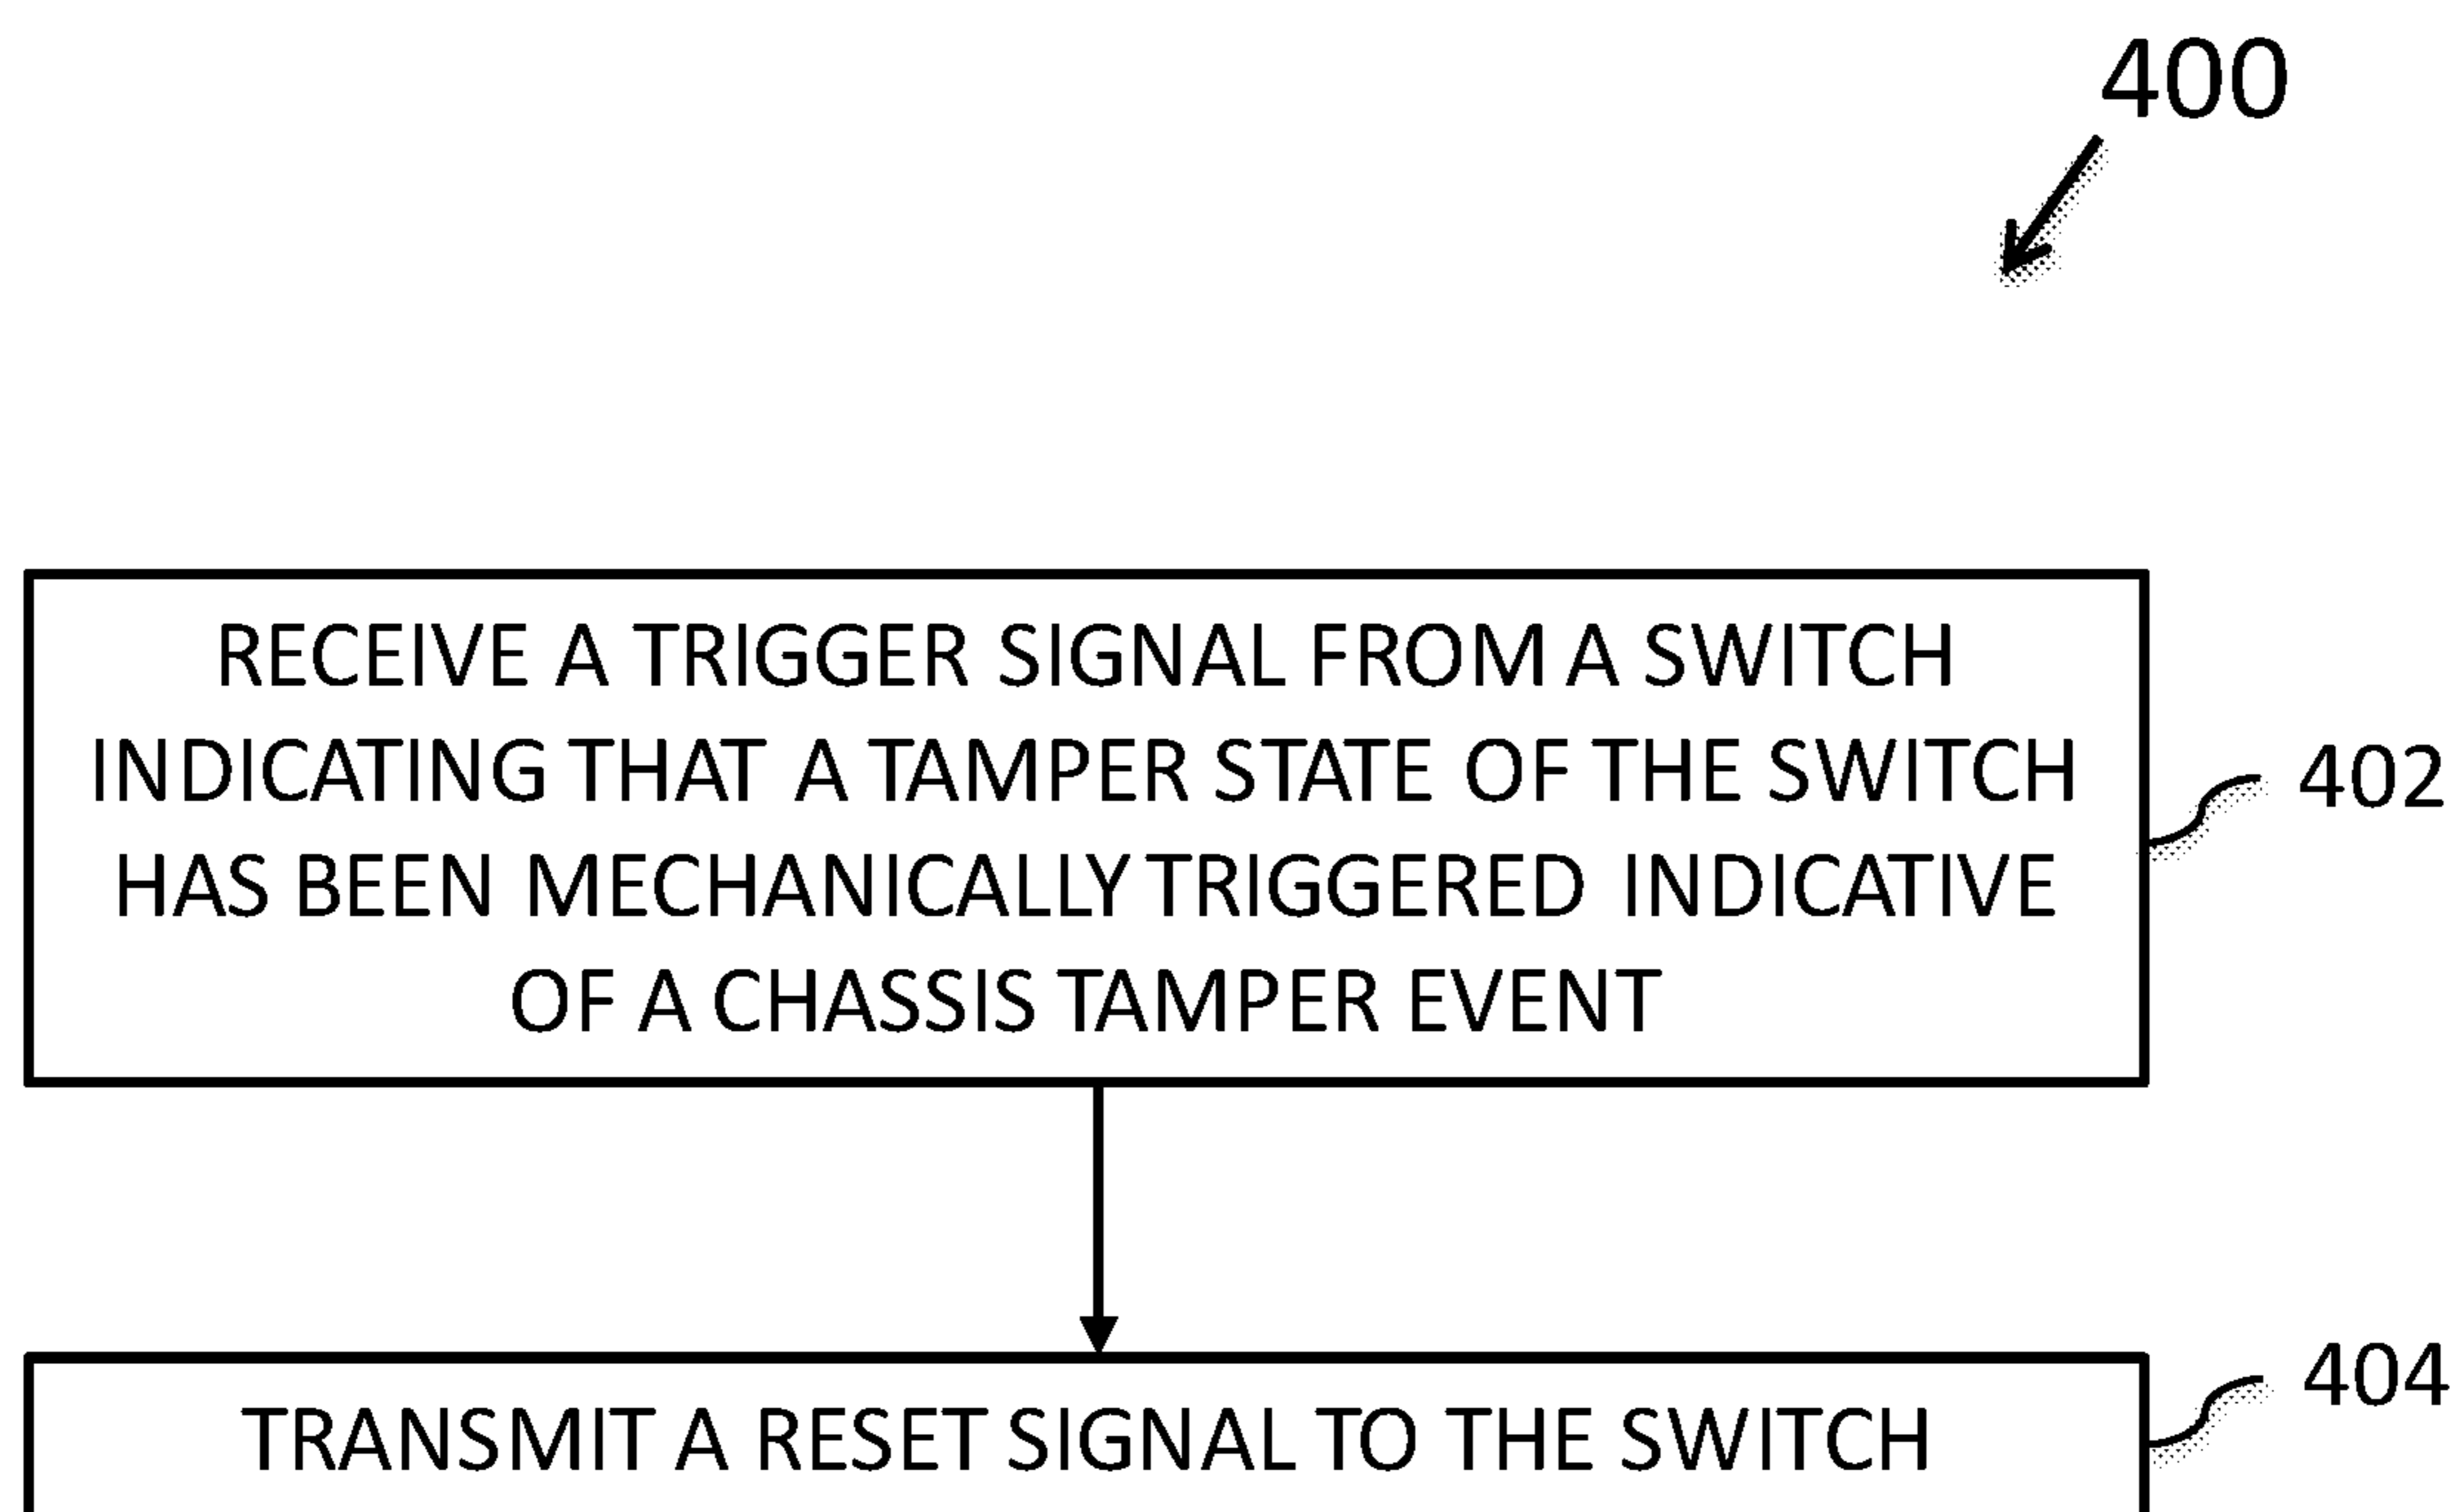 400
RECEIVE A TRIGGER SIGNAL FROM A SWITCH
INDICATING THAT A TAMPER STATE OF THE SWITCH
HAS BEEN MECHANICALLY TRIGGERED INDICATIVE
OF A CHASSIS TAMPER EVENT
402
TRANSMIT A RESET SIGNAL TO THE SWITCH
404